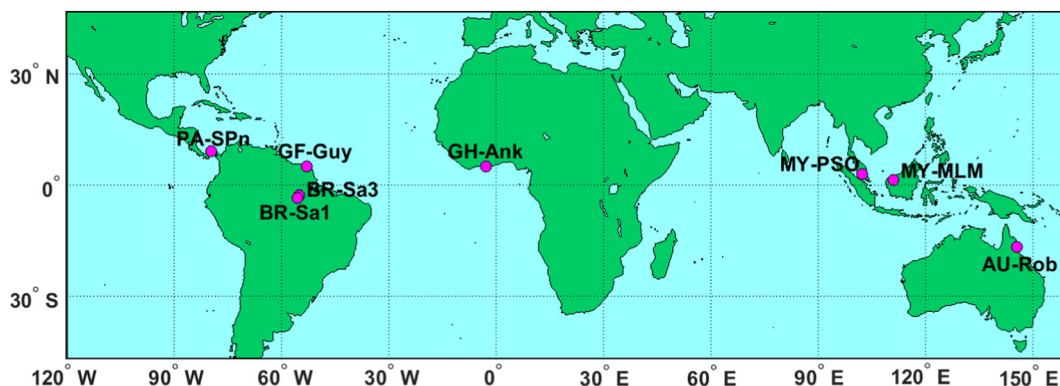 30° N
PA-SPn
GF-Guy
GH-Ank
MY-PSO
MY-MLM
0°
BR-Sa3
BR-Sa1
AU-Rob
30° S
120° W
90° W
60° W
30° W
0°
30° E
60° E
90° E
120° E
150° E